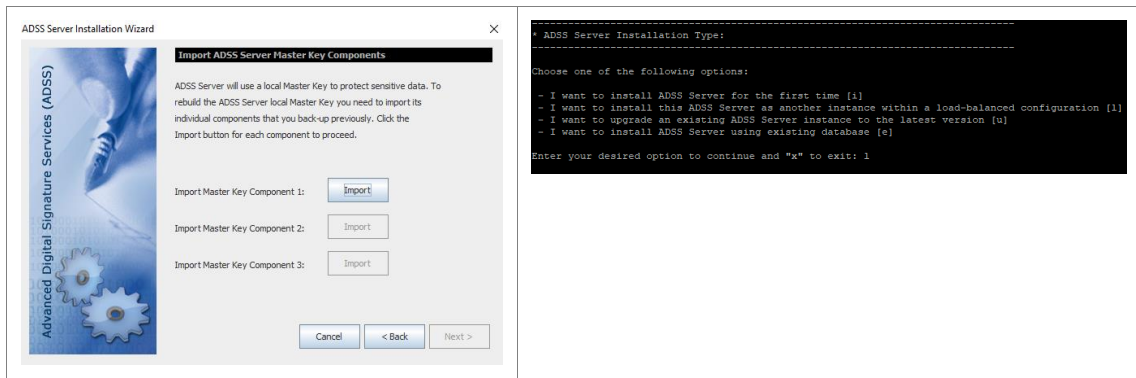 ADSS Server Installation Wizard
Advanced Digital Signature Services (ADSS)
Import ADSS Server Master Key Components
ADSS Server will use a local Master Key to protect sensitive data. To
rebuild the ADSS Server local Master Key you need to import its
individual components that you back-up previously. Click the
Import button for each component to proceed.
Import Master Key Component 1: Import
Import Master Key Component 2: Import
Import Master Key Component 3: Import
Cancel < Back Next >
* ADSS Server Installation Type:
Choose one of the following options:
- I want to install ADSS Server for the first time [i]
- I want to install this ADSS Server as another instance within a load-balanced configuration [l]
- I want to upgrade an existing ADSS Server instance to the latest version [u]
- I want to install ADSS Server using existing database [e]
Enter your desired option to continue and "x" to exit: l